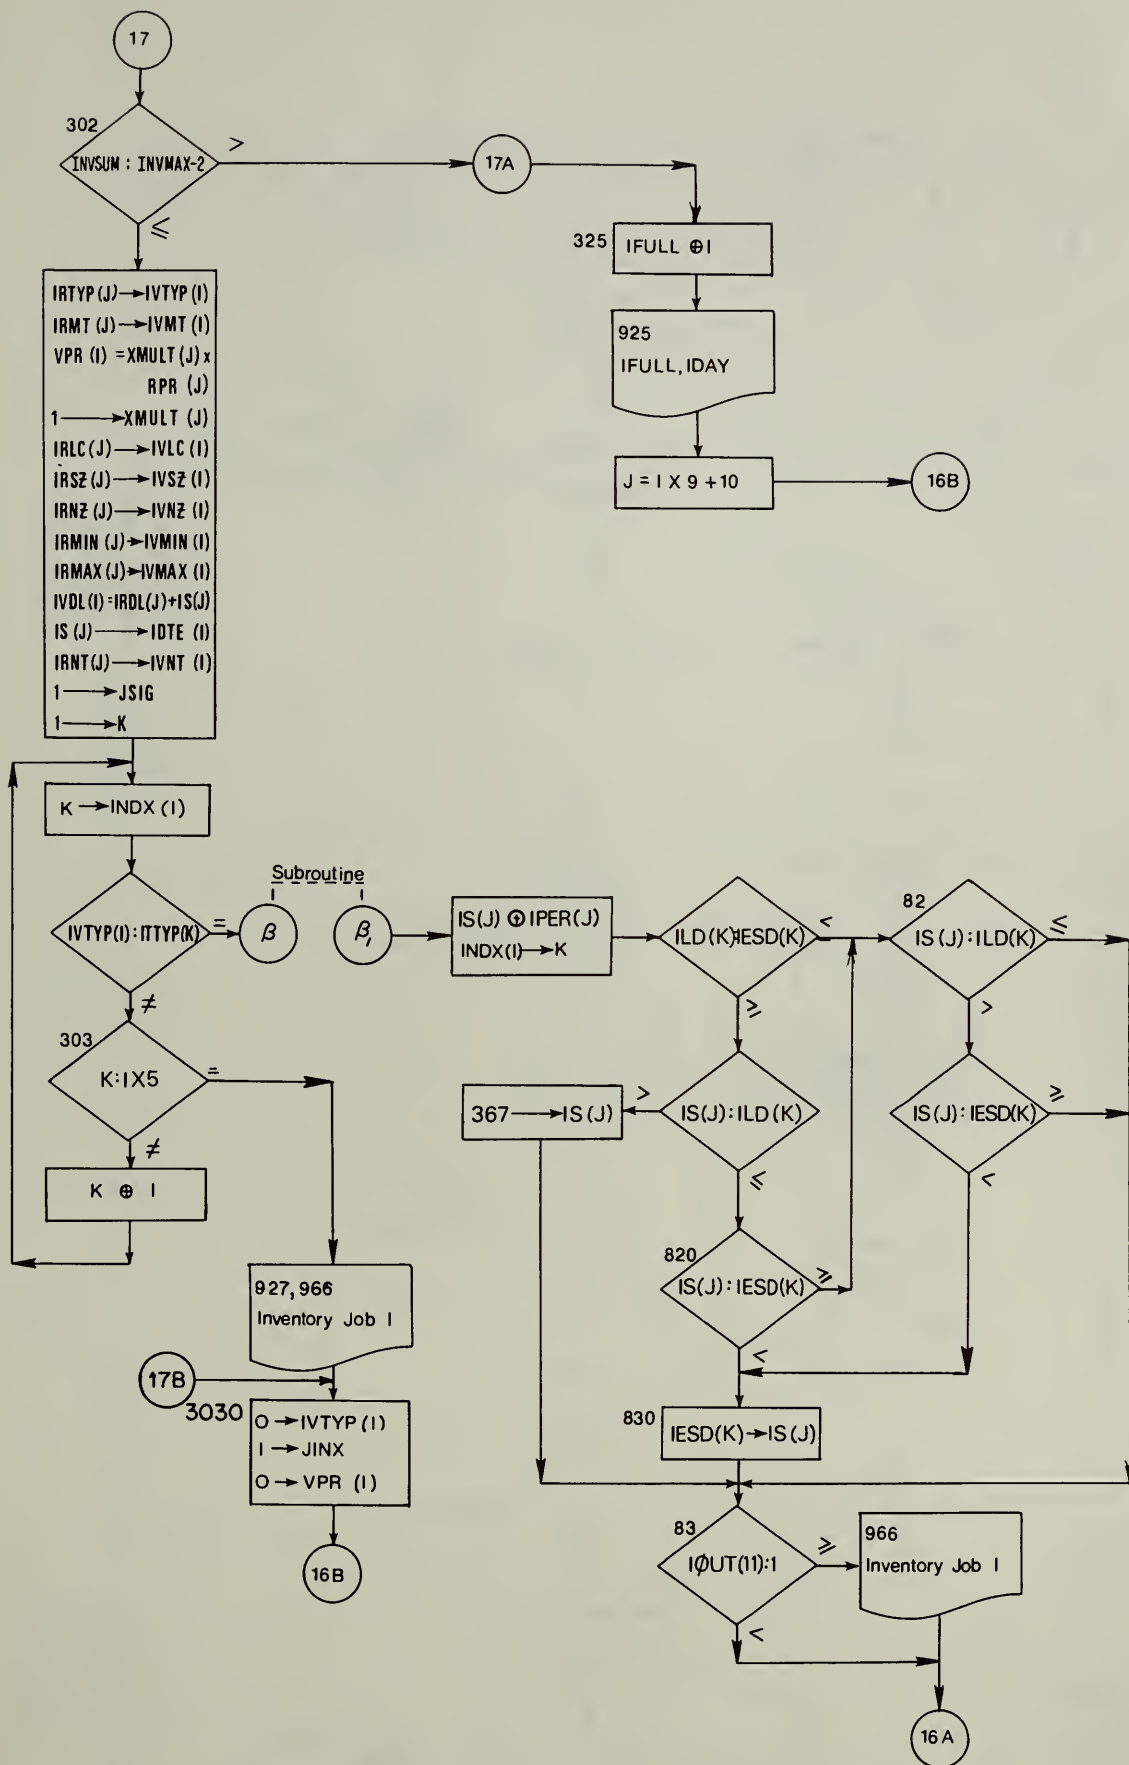 17
302
INVSUM : INVMAX-2
>
≤
17A
325
IFULL ⊕ I
925
IFULL, IDAY
J = I X 9 + 10
16B
IRTYP (J) → IVTYP (I)
IRMT (J) → IVMT (I)
VPR (I) = XMULT (J) x
RPR (J)
1 → XMULT (J)
IRLC (J) → IVLC (I)
IRSZ (J) → IVSZ (I)
IRNZ (J) → IVNZ (I)
IRMIN (J) → IVMIN (I)
IRMAX (J) → IVMAX (I)
IVDL (I) = IRDL (J) + IS (J)
IS (J) → IDTE (I)
IRNT (J) → IVNT (I)
1 → JSIG
1 → K
K → INDX (I)
IVTYP(I) : ITTYP(K)
=
≠
Subroutine
β
β₁
IS(J) ⊕ IPER(J)
INDX(I) → K
ILD(K):IESD(K)
<
≥
82
IS(J) : ILD(K)
≤
>
303
K : I X 5
=
≠
K ⊕ I
367 → IS(J)
>
IS(J) : ILD(K)
≤
IS(J) : IESD(K)
≥
<
820
IS(J) : IESD(K)
≥
<
927, 966
Inventory Job I
17B
3030
O → IVTYP (I)
I → JINX
O → VPR (I)
16B
830
IESD(K) → IS(J)
83
IØUT(11):1
≥
<
966
Inventory Job I
16A